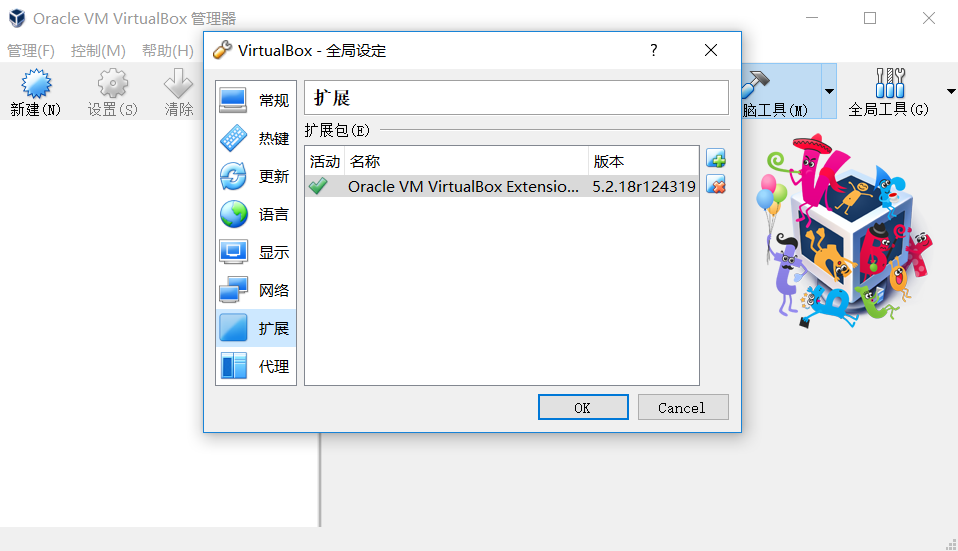 Oracle VM VirtualBox 管理器
管理(F) 控制(M) 帮助(H)
新建(N) 设置(S) 清除
脑工具(M) 全局工具(G)
VirtualBox - 全局设定
?
常规
热键
更新
语言
显示
网络
扩展
代理
扩展
扩展包(E)
活动 名称 版本
Oracle VM VirtualBox Extensio... 5.2.18r124319
OK Cancel